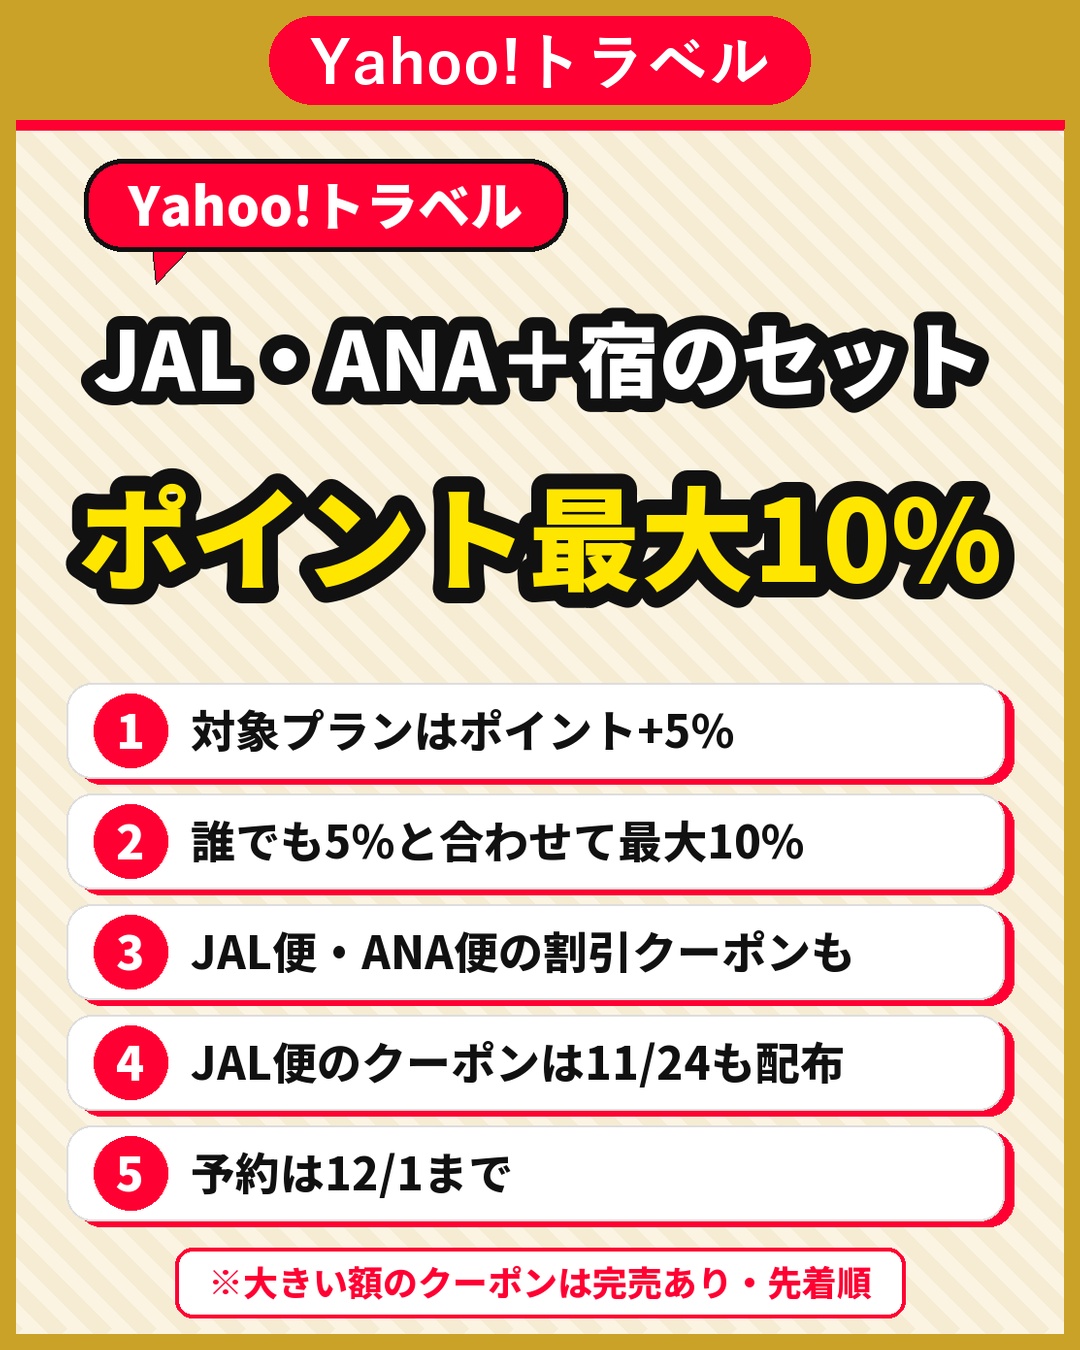 Yahoo!トラベル
Yahoo!トラベル
JAL・ANA＋宿のセット
ポイント最大10%
1 対象プランはポイント+5%
2 誰でも5%と合わせて最大10%
3 JAL便・ANA便の割引クーポンも
4 JAL便のクーポンは11/24も配布
5 予約は12/1まで
※大きい額のクーポンは完売あり・先着順